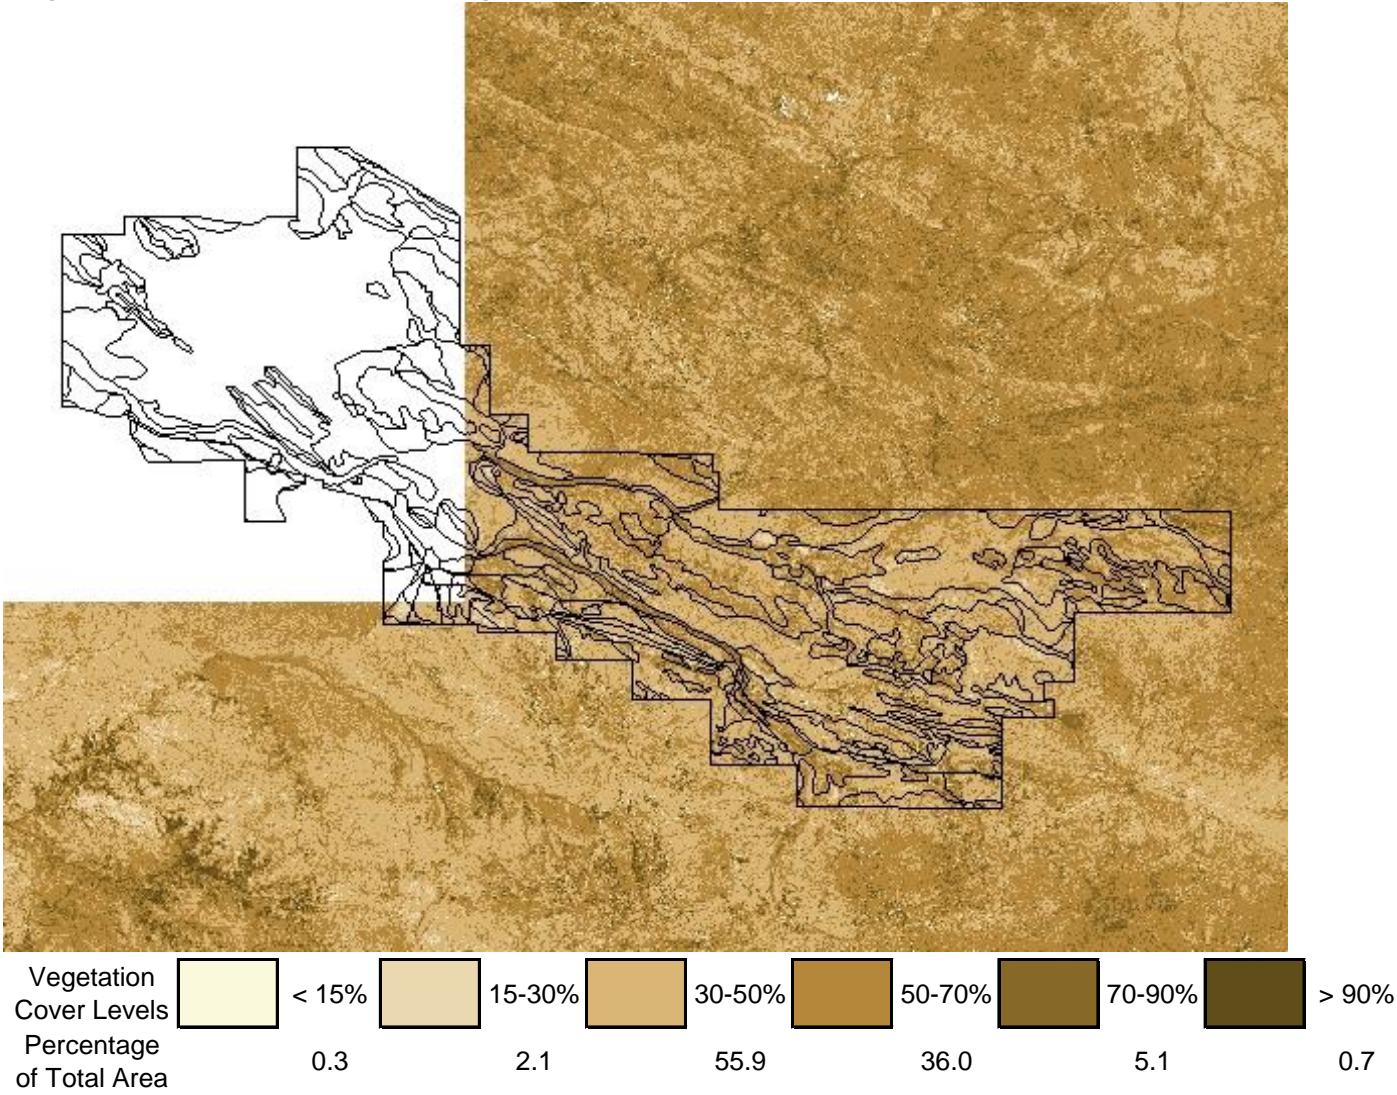 Vegetation
Cover Levels
< 15% 15-30% 30-50% 50-70% 70-90% > 90%
Percentage
of Total Area
0.3 2.1 55.9 36.0 5.1 0.7